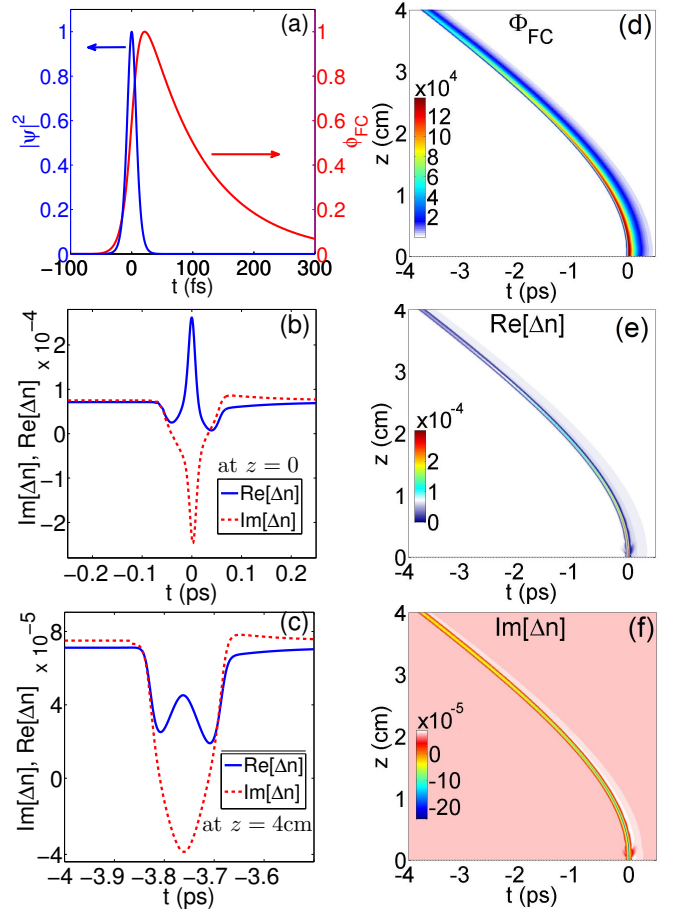 (a)
1
0.8
0.6
0.4
0.2
0
|ψ|²
1
0.8
0.6
0.4
0.2
0
ϕFC
−100 0 100 200 300
t (fs)
(b)
x 10⁻⁴
2
1
0
−1
−2
Im[Δn], Re[Δn]
at z = 0
Re[Δn]
Im[Δn]
−0.2 −0.1 0 0.1 0.2
t (ps)
(c)
x 10⁻⁵
8
4
0
−4
Im[Δn], Re[Δn]
Re[Δn]
Im[Δn]
at z = 4cm
−4 −3.9 −3.8 −3.7 −3.6
t (ps)
(d)
ΦFC
4
3
2
1
0
z (cm)
x10⁴
12
10
8
6
4
2
−4 −3 −2 −1 0
t (ps)
(e)
Re[Δn]
4
3
2
1
0
z (cm)
x10⁻⁴
3
2
1
0
−4 −3 −2 −1 0
t (ps)
(f)
Im[Δn]
4
3
2
1
0
z (cm)
x10⁻⁵
0
−10
−20
−4 −3 −2 −1 0
t (ps)